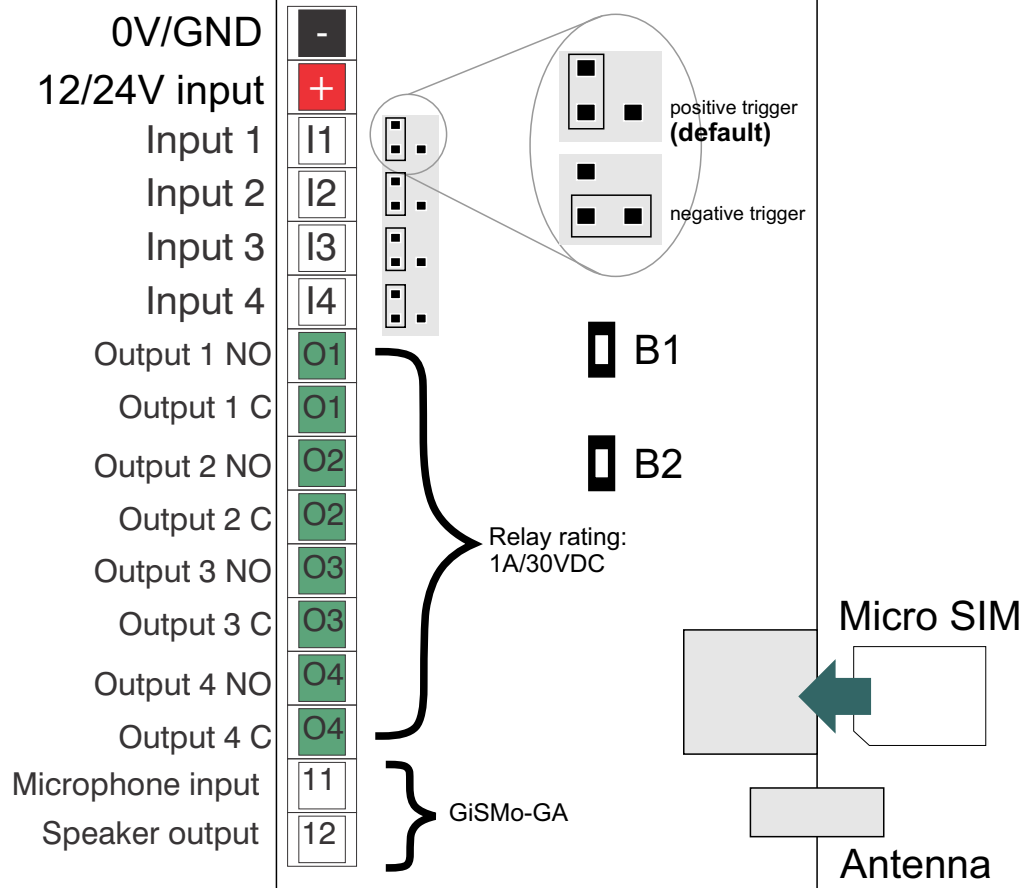 0V/GND -
12/24V input +
Input 1 I1
Input 2 I2
Input 3 I3
Input 4 I4
Output 1 NO O1
Output 1 C O1
Output 2 NO O2
Output 2 C O2
Output 3 NO O3
Output 3 C O3
Output 4 NO O4
Output 4 C O4
Microphone input 11
Speaker output 12
positive trigger
(default)
negative trigger
B1
B2
Relay rating:
1A/30VDC
GiSMo-GA
Micro SIM
Antenna